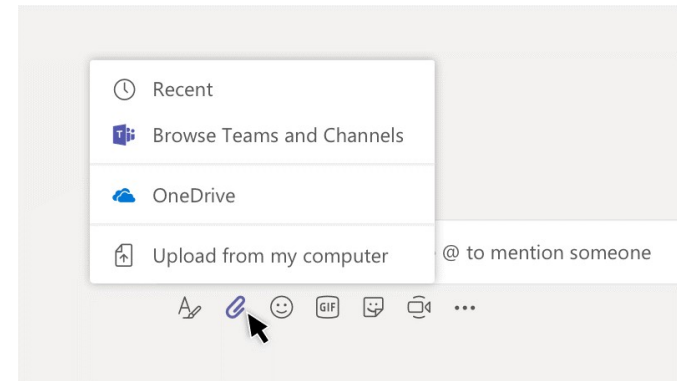 Recent
Browse Teams and Channels
OneDrive
Upload from my computer
@ to mention someone
GIF